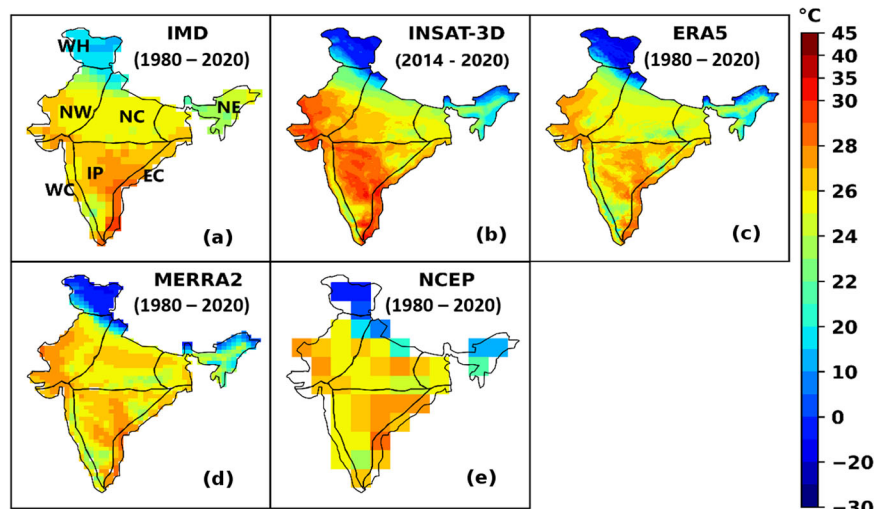 IMD
(1980 – 2020)
WH
NW
NC
NE
IP
WC
EC
(a)
INSAT-3D
(2014 - 2020)
(b)
ERA5
(1980 – 2020)
(c)
MERRA2
(1980 – 2020)
(d)
NCEP
(1980 – 2020)
(e)
°C
45
40
35
30
28
26
24
22
20
10
0
−20
−30